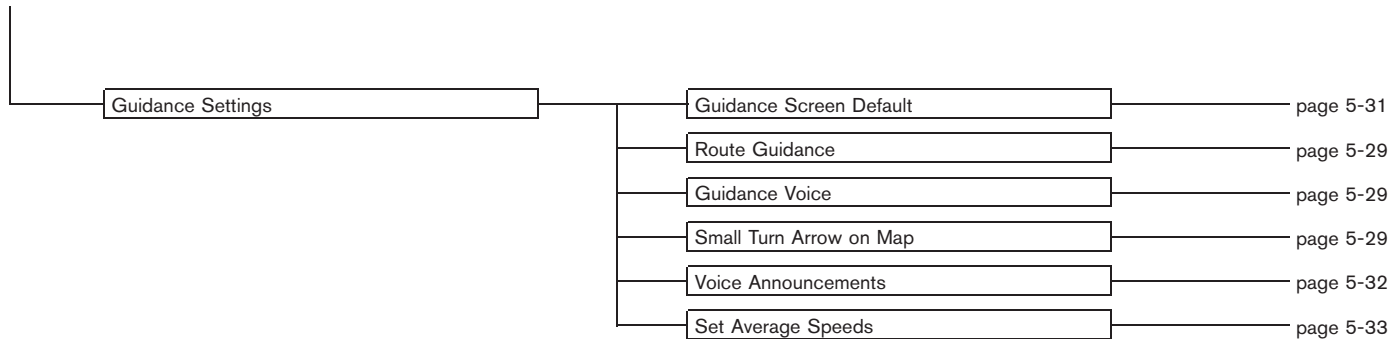 Guidance Settings
Guidance Screen Default page 5-31
Route Guidance page 5-29
Guidance Voice page 5-29
Small Turn Arrow on Map page 5-29
Voice Announcements page 5-32
Set Average Speeds page 5-33